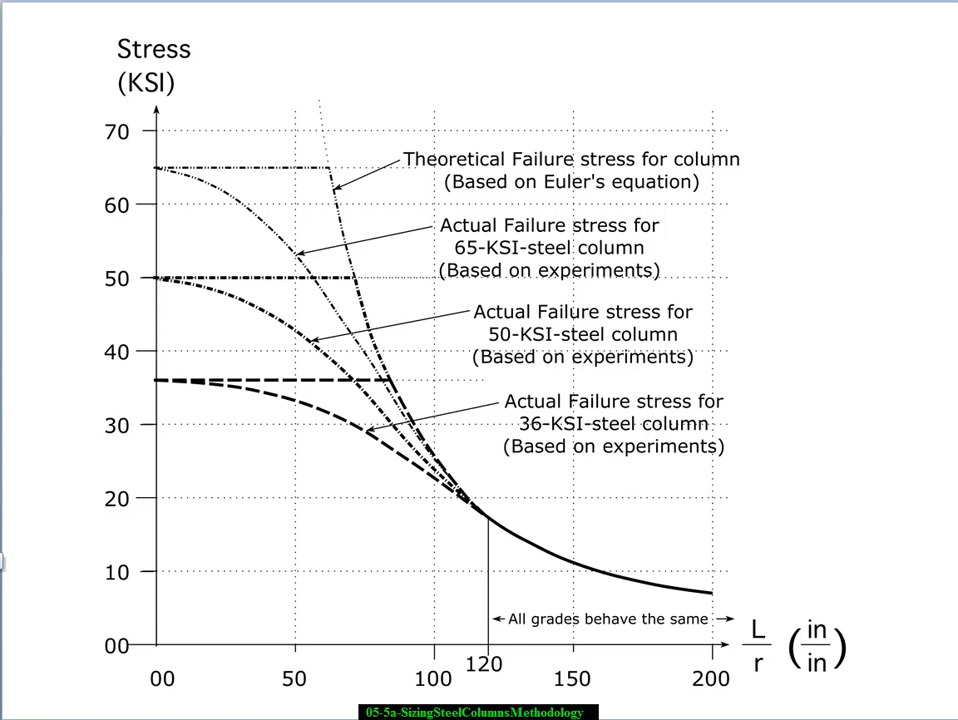 Stress
(KSI)
70
Theoretical Failure stress for column
(Based on Euler's equation)
60
Actual Failure stress for
65-KSI-steel column
(Based on experiments)
50
Actual Failure stress for
50-KSI-steel column
(Based on experiments)
40
Actual Failure stress for
36-KSI-steel column
(Based on experiments)
30
20
10
All grades behave the same
00
L
r
(in
in)
00
50
100
120
150
200
05-5a-SizingSteelColumnsMethodology